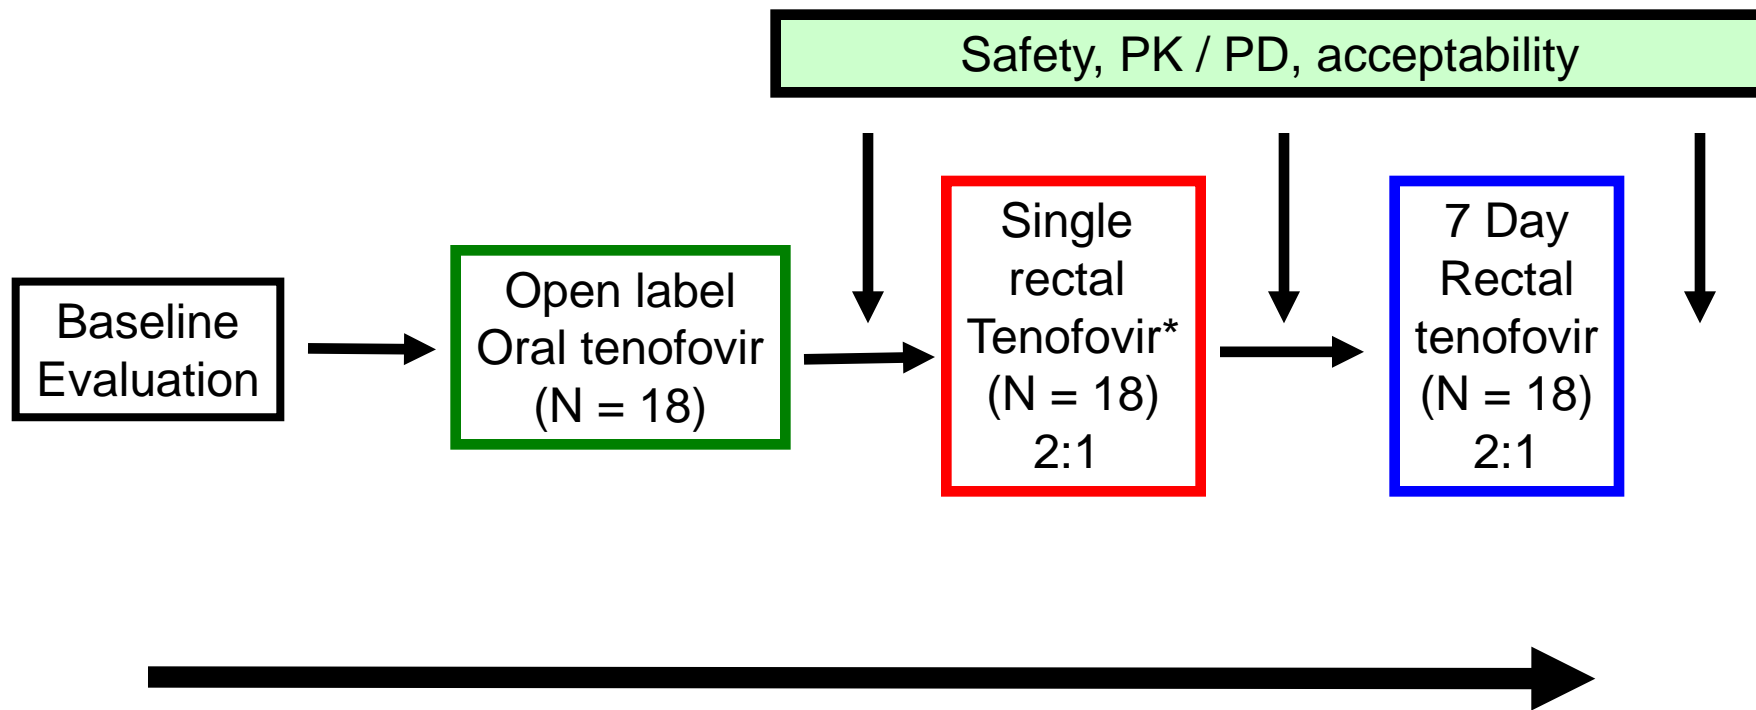 Safety, PK / PD, acceptability
Baseline
Evaluation
Open label
Oral tenofovir
(N = 18)
Single
rectal
Tenofovir*
(N = 18)
2:1
7 Day
Rectal
tenofovir
(N = 18)
2:1